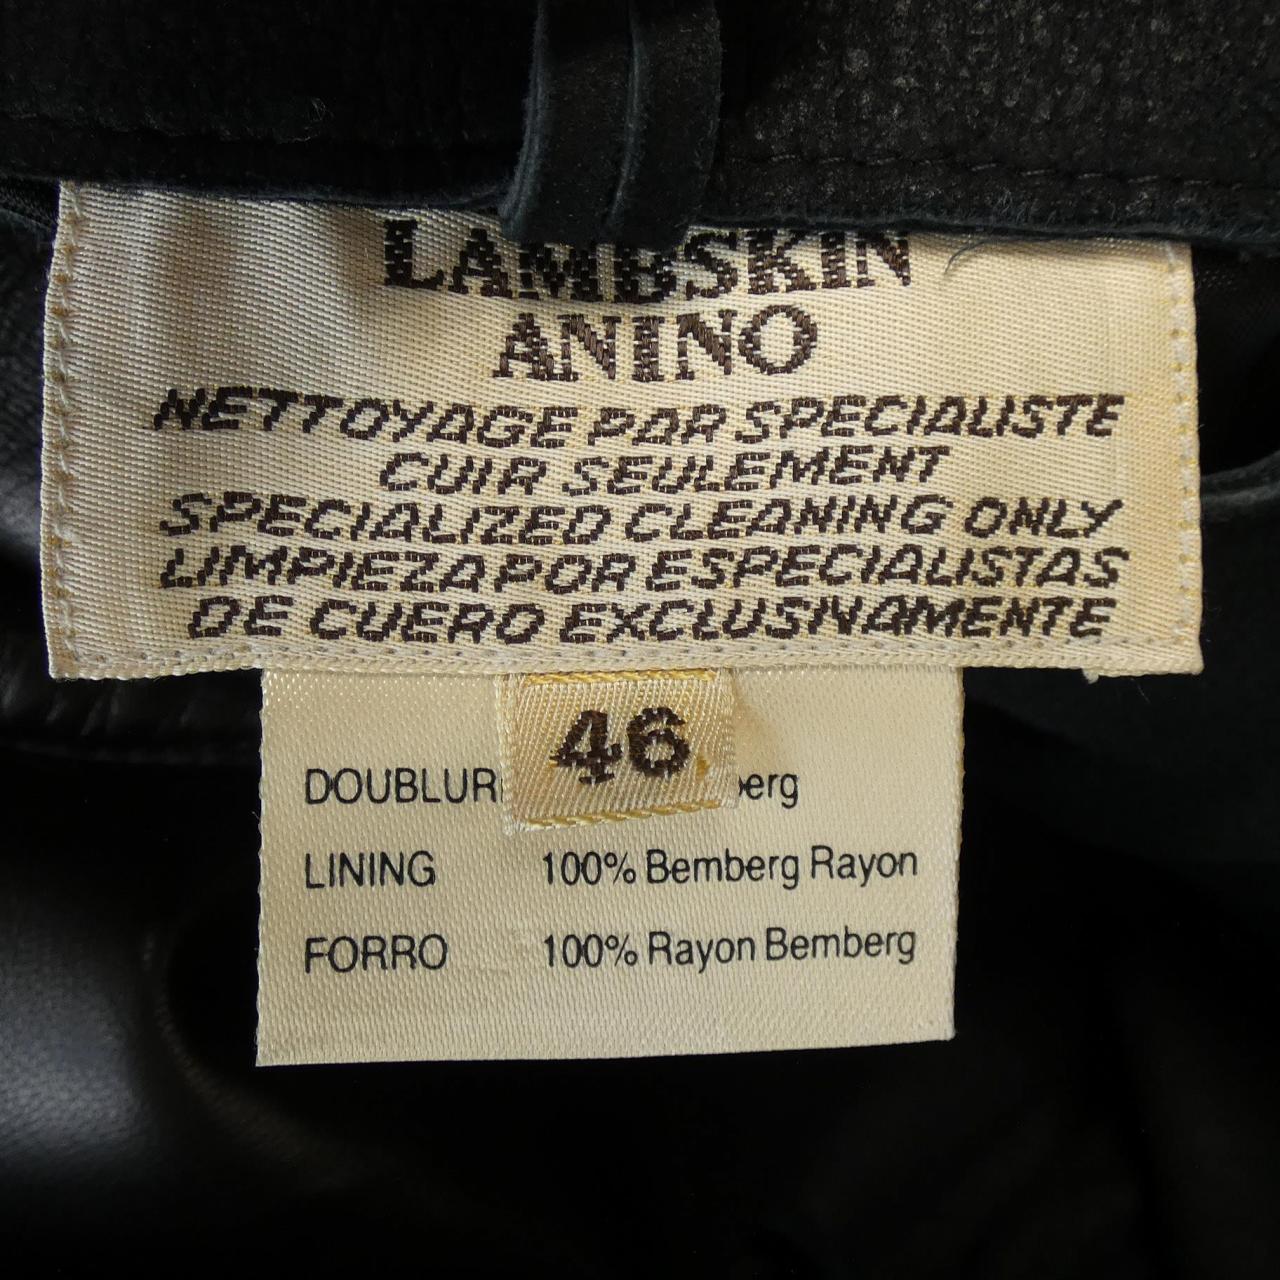 LAMBSKIN
ANINO
NETTOYAGE PAR SPECIALISTE
CUIR SEULEMENT
SPECIALIZED CLEANING ONLY
LIMPIEZA POR ESPECIALISTAS
DE CUERO EXCLUSIVAMENTE
46
DOUBLUR berg
LINING 100% Bemberg Rayon
FORRO 100% Rayon Bemberg